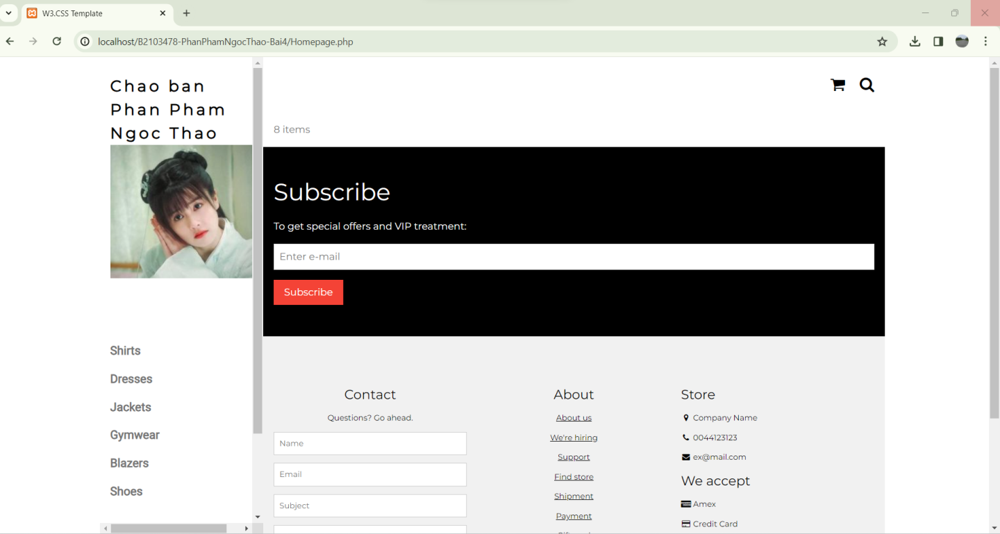 W3.CSS Template
localhost/B2103478-PhanPhamNgocThao-Bai4/Homepage.php
Chao ban
Phan Pham
Ngoc Thao
Shirts
Dresses
Jackets
Gymwear
Blazers
Shoes
8 items
Subscribe
To get special offers and VIP treatment:
Enter e-mail
Subscribe
Contact
Questions? Go ahead.
Name
Email
Subject
About
About us
We're hiring
Support
Find store
Shipment
Payment
Store
Company Name
0044123123
ex@mail.com
We accept
Amex
Credit Card